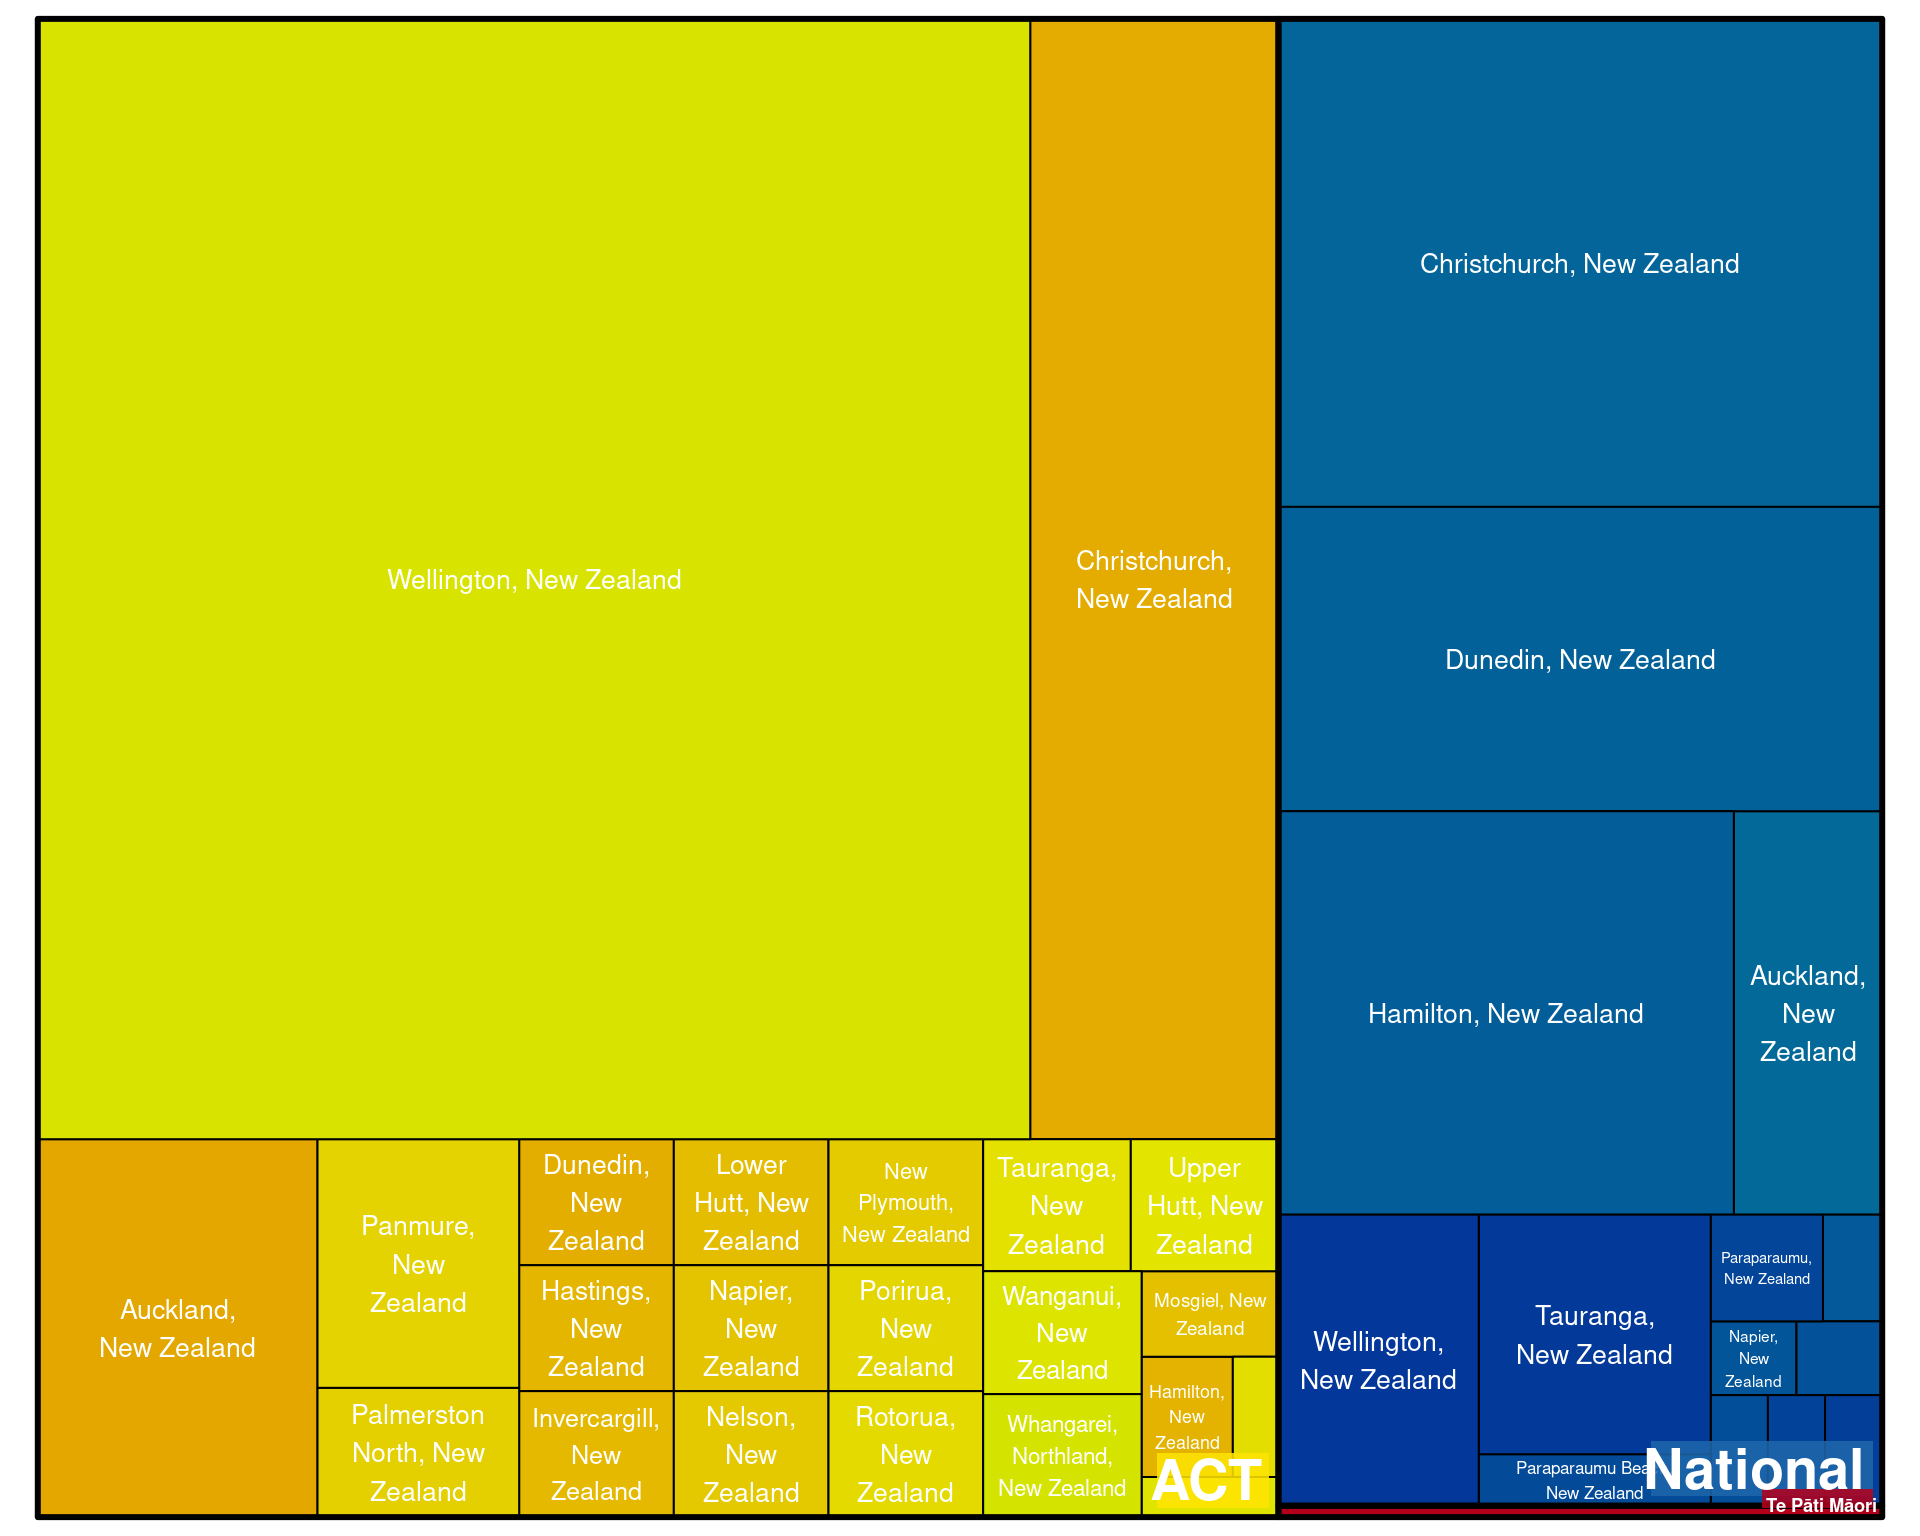 Wellington, New Zealand
Christchurch,
New Zealand
Auckland,
New Zealand
Panmure,
New
Zealand
Palmerston
North, New
Zealand
Dunedin,
New
Zealand
Hastings,
New
Zealand
Invercargill,
New
Zealand
Lower
Hutt, New
Zealand
Napier,
New
Zealand
Nelson,
New
Zealand
New
Plymouth,
New Zealand
Porirua,
New
Zealand
Rotorua,
New
Zealand
Tauranga,
New
Zealand
Upper
Hutt, New
Zealand
Wanganui,
New
Zealand
Whangarei,
Northland,
New Zealand
Mosgiel, New
Zealand
Hamilton,
New
Zealand
ACT
Christchurch, New Zealand
Dunedin, New Zealand
Hamilton, New Zealand
Auckland,
New
Zealand
Wellington,
New Zealand
Tauranga,
New Zealand
Paraparaumu,
New Zealand
Napier,
New
Zealand
Paraparaumu
New Zealand
National
Te Pāti Māori